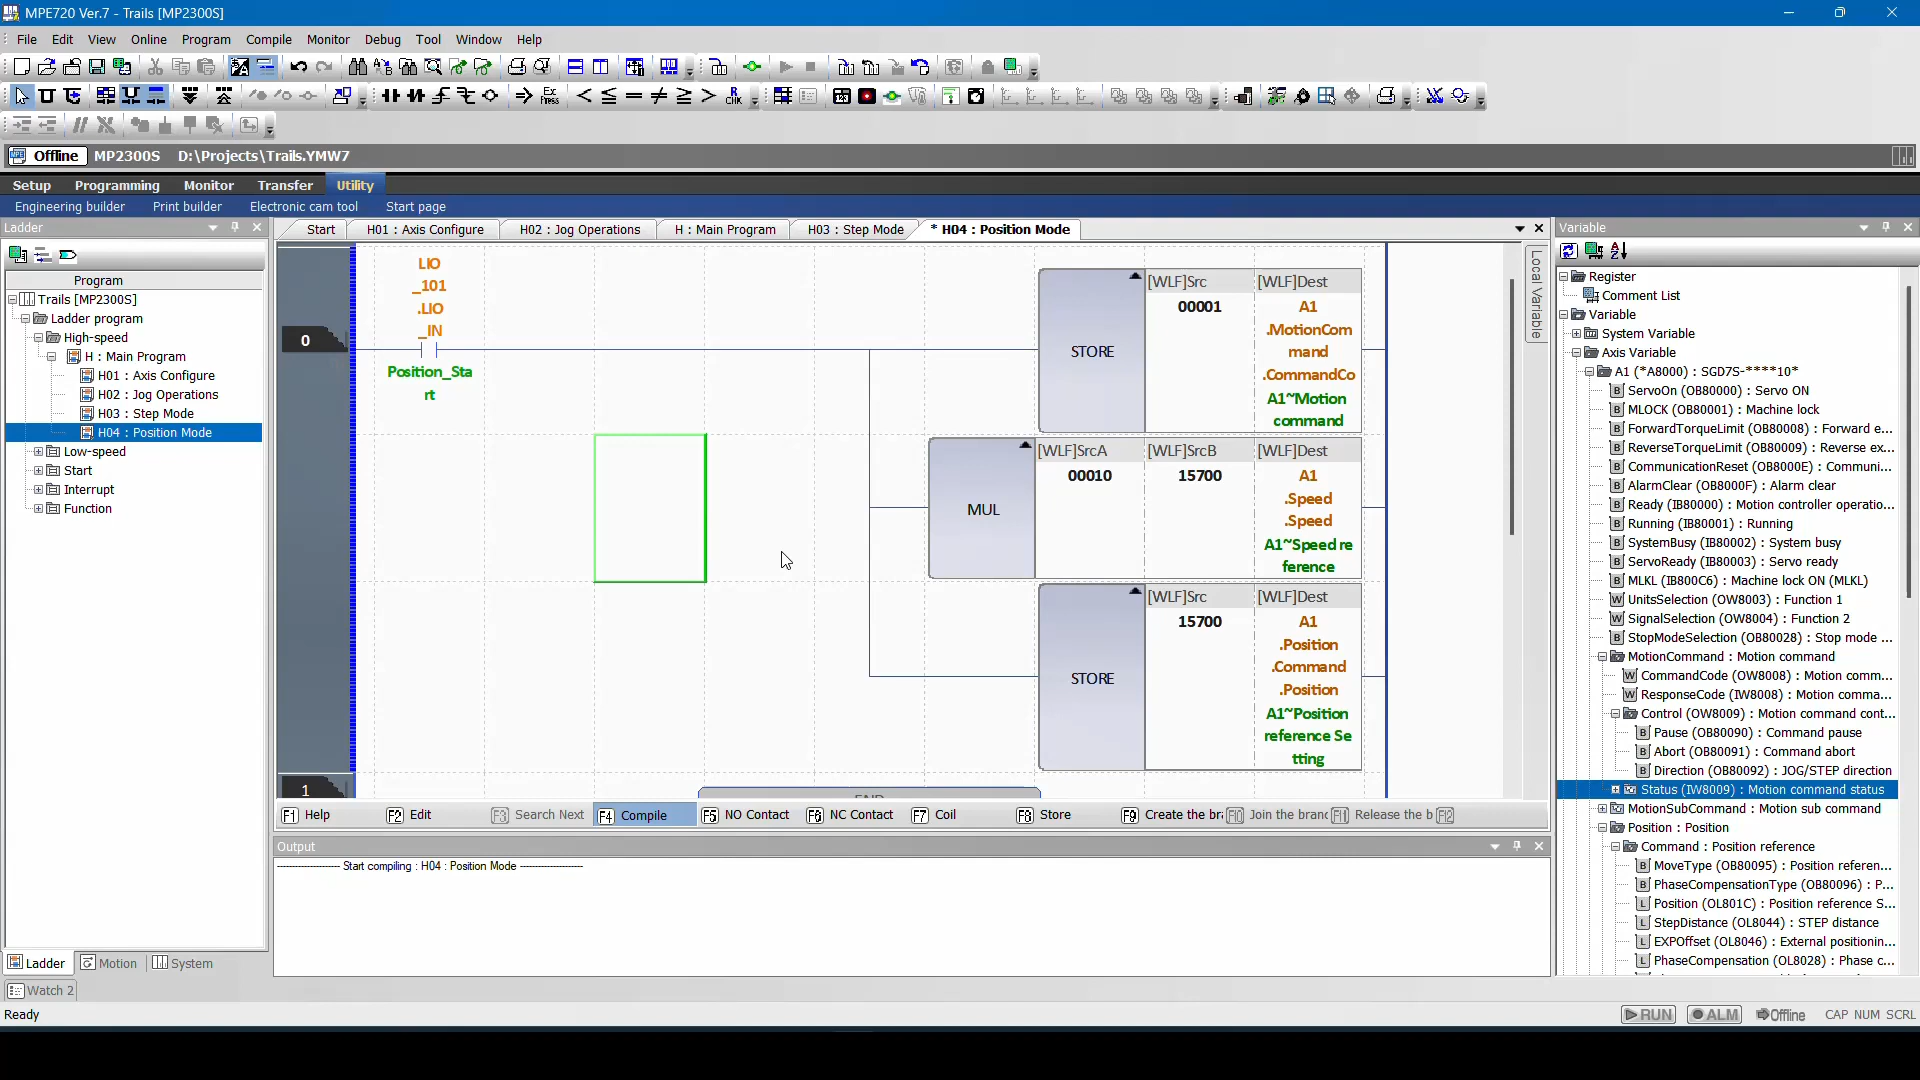 MPE720 Ver.7 - Trails [MP2300S]
File Edit View Online Program Compile Monitor Debug Tool Window Help
Offline MP2300S D:\Projects\Trails.YMW7
Setup Programming Monitor Transfer Utility
Engineering builder Print builder Electronic cam tool Start page
Ladder
Program
Trails [MP2300S]
Ladder program
High-speed
H : Main Program
H01 : Axis Configure
H02 : Jog Operations
H03 : Step Mode
H04 : Position Mode
Low-speed
Start
Interrupt
Function
Ladder Motion System
Start H01 : Axis Configure H02 : Jog Operations H : Main Program H03 : Step Mode * H04 : Position Mode
0
LIO
_101
.LIO
_IN
Position_Sta
rt
STORE
[WLF]Src [WLF]Dest
00001 A1
.MotionCom
mand
.CommandCo
A1~Motion
command
MUL
[WLF]SrcA [WLF]SrcB [WLF]Dest
00010 15700 A1
.Speed
.Speed
A1~Speed re
ference
STORE
[WLF]Src [WLF]Dest
15700 A1
.Position
.Command
.Position
A1~Position
reference Se
tting
1
END
Local Variable
F1 Help F2 Edit F3 Search Next F4 Compile F5 NO Contact F6 NC Contact F7 Coil F8 Store F9 Create the br F10 Join the branc F11 Release the b F12
Output
Start compiling : H04 : Position Mode
Variable
Register
Comment List
Variable
System Variable
Axis Variable
A1 (*A8000) : SGD7S-****10*
ServoOn (OB80000) : Servo ON
MLOCK (OB80001) : Machine lock
ForwardTorqueLimit (OB80008) : Forward e...
ReverseTorqueLimit (OB80009) : Reverse ex...
CommunicationReset (OB8000E) : Communi...
AlarmClear (OB8000F) : Alarm clear
Ready (IB80000) : Motion controller operatio...
Running (IB80001) : Running
SystemBusy (IB80002) : System busy
ServoReady (IB80003) : Servo ready
MLKL (IB800C6) : Machine lock ON (MLKL)
UnitsSelection (OW8003) : Function 1
SignalSelection (OW8004) : Function 2
StopModeSelection (OB80028) : Stop mode ...
MotionCommand : Motion command
CommandCode (OW8008) : Motion comm...
ResponseCode (IW8008) : Motion comma...
Control (OW8009) : Motion command cont...
Pause (OB80090) : Command pause
Abort (OB80091) : Command abort
Direction (OB80092) : JOG/STEP direction
Status (IW8009) : Motion command status
MotionSubCommand : Motion sub command
Position : Position
Command : Position reference
MoveType (OB80095) : Position referen...
PhaseCompensationType (OB80096) : P...
Position (OL801C) : Position reference S...
StepDistance (OL8044) : STEP distance
EXPOffset (OL8046) : External positionin...
PhaseCompensation (OL8028) : Phase c...
Watch 2
Ready
RUN ALM Offline CAP NUM SCRL